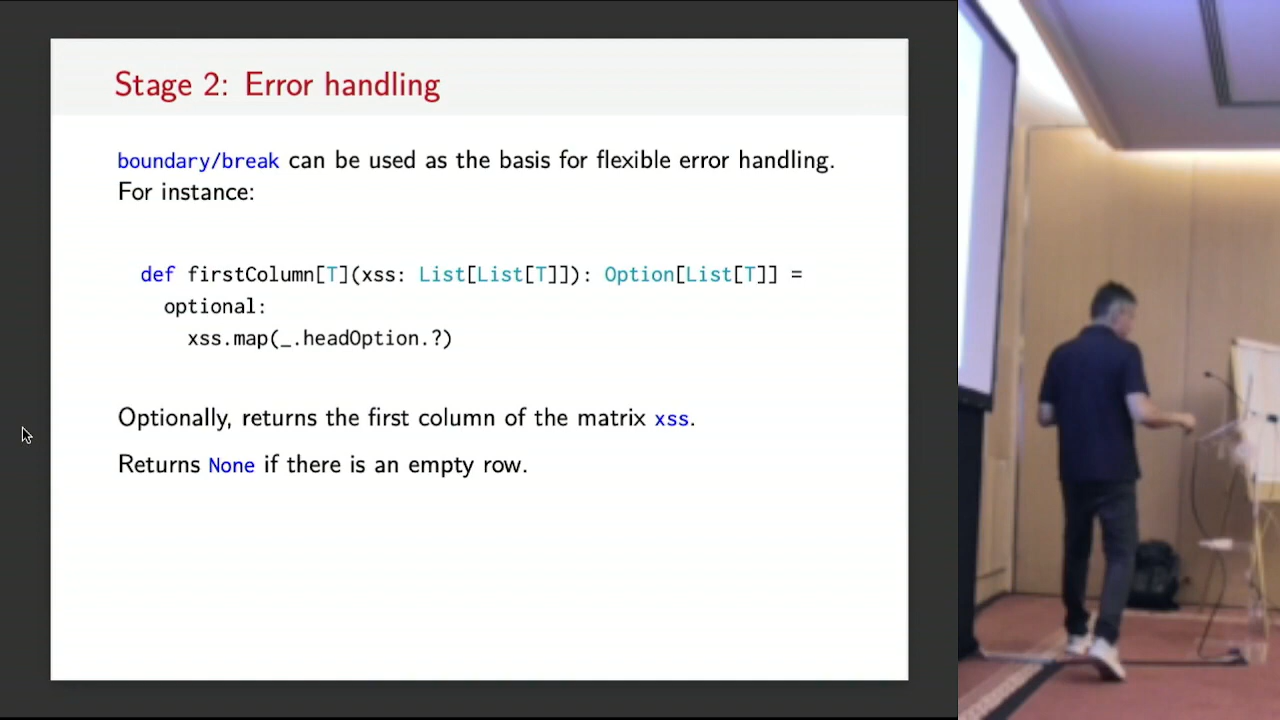 Stage 2: Error handling
boundary/break can be used as the basis for flexible error handling.
For instance:
def firstColumn[T](xss: List[List[T]]): Option[List[T]] =
optional:
xss.map(_.headOption.?)
Optionally, returns the first column of the matrix xss.
Returns None if there is an empty row.